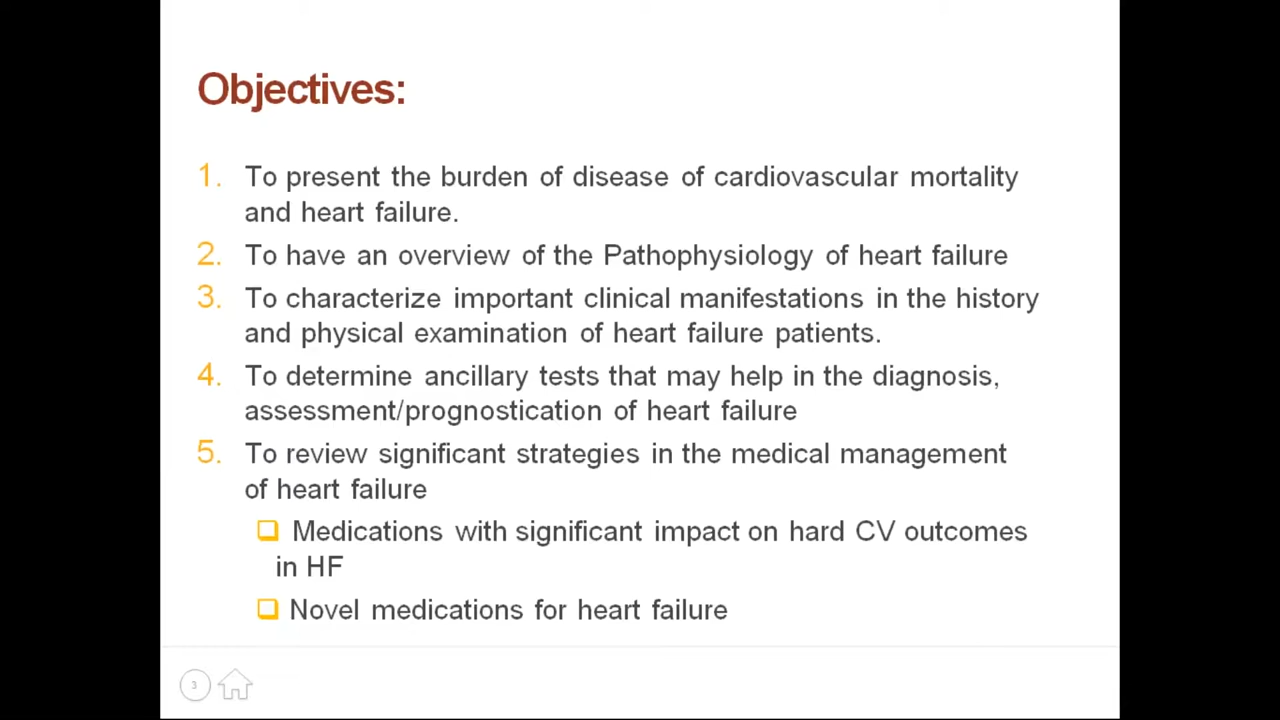 Objectives:
1. To present the burden of disease of cardiovascular mortality
and heart failure.
2. To have an overview of the Pathophysiology of heart failure
3. To characterize important clinical manifestations in the history
and physical examination of heart failure patients.
4. To determine ancillary tests that may help in the diagnosis,
assessment/prognostication of heart failure
5. To review significant strategies in the medical management
of heart failure
❑ Medications with significant impact on hard CV outcomes
in HF
❑ Novel medications for heart failure
3